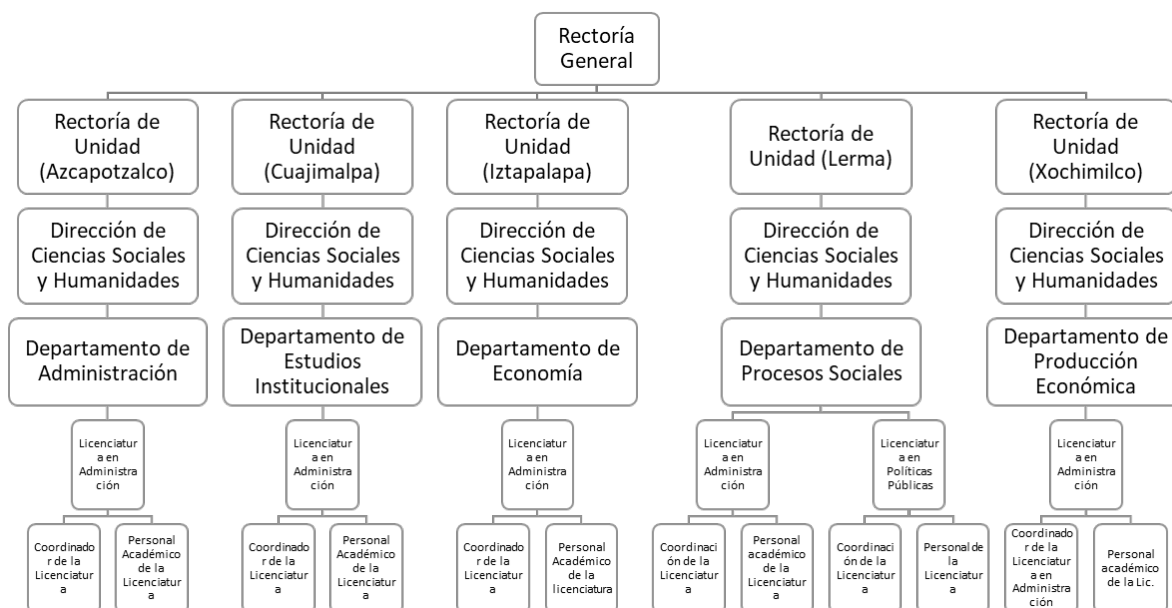 Rectoría
General
Rectoría de
Unidad
(Azcapotzalco)
Rectoría de
Unidad
(Cuajimalpa)
Rectoría de
Unidad
(Iztapalapa)
Rectoría de
Unidad (Lerma)
Rectoría de
Unidad
(Xochimilco)
Dirección de
Ciencias Sociales
y Humanidades
Dirección de
Ciencias Sociales
y Humanidades
Dirección de
Ciencias Sociales
y Humanidades
Dirección de
Ciencias Sociales
y Humanidades
Dirección de
Ciencias Sociales
y Humanidades
Departamento de
Administración
Departamento de
Estudios
Institucionales
Departamento de
Economía
Departamento de
Procesos Sociales
Departamento de
Producción
Económica
Licenciatur
a en
Administra
ción
Licenciatur
a en
Administra
ción
Licenciatur
a en
Administra
ción
Licenciatur
a en
Administra
ción
Licenciatur
a en
Políticas
Públicas
Licenciatur
a en
Administra
ción
Coordinado
r de la
Licenciatur
a
Personal
Académico
de la
Licenciatur
a
Coordinado
r de la
Licenciatur
a
Personal
Académico
de la
Licenciatur
a
Coordinado
r de la
Licenciatur
a
Personal
Académico
de la
licenciatura
Coordinaci
ón de la
Licenciatur
a
Personal
académico
de la
Licenciatur
a
Coordinaci
ón de la
Licenciatur
a
Personal de
la
Licenciatur
a
Coordinado
r de la
Licenciatur
a en
Administra
ción
Personal
académico
de la Lic.